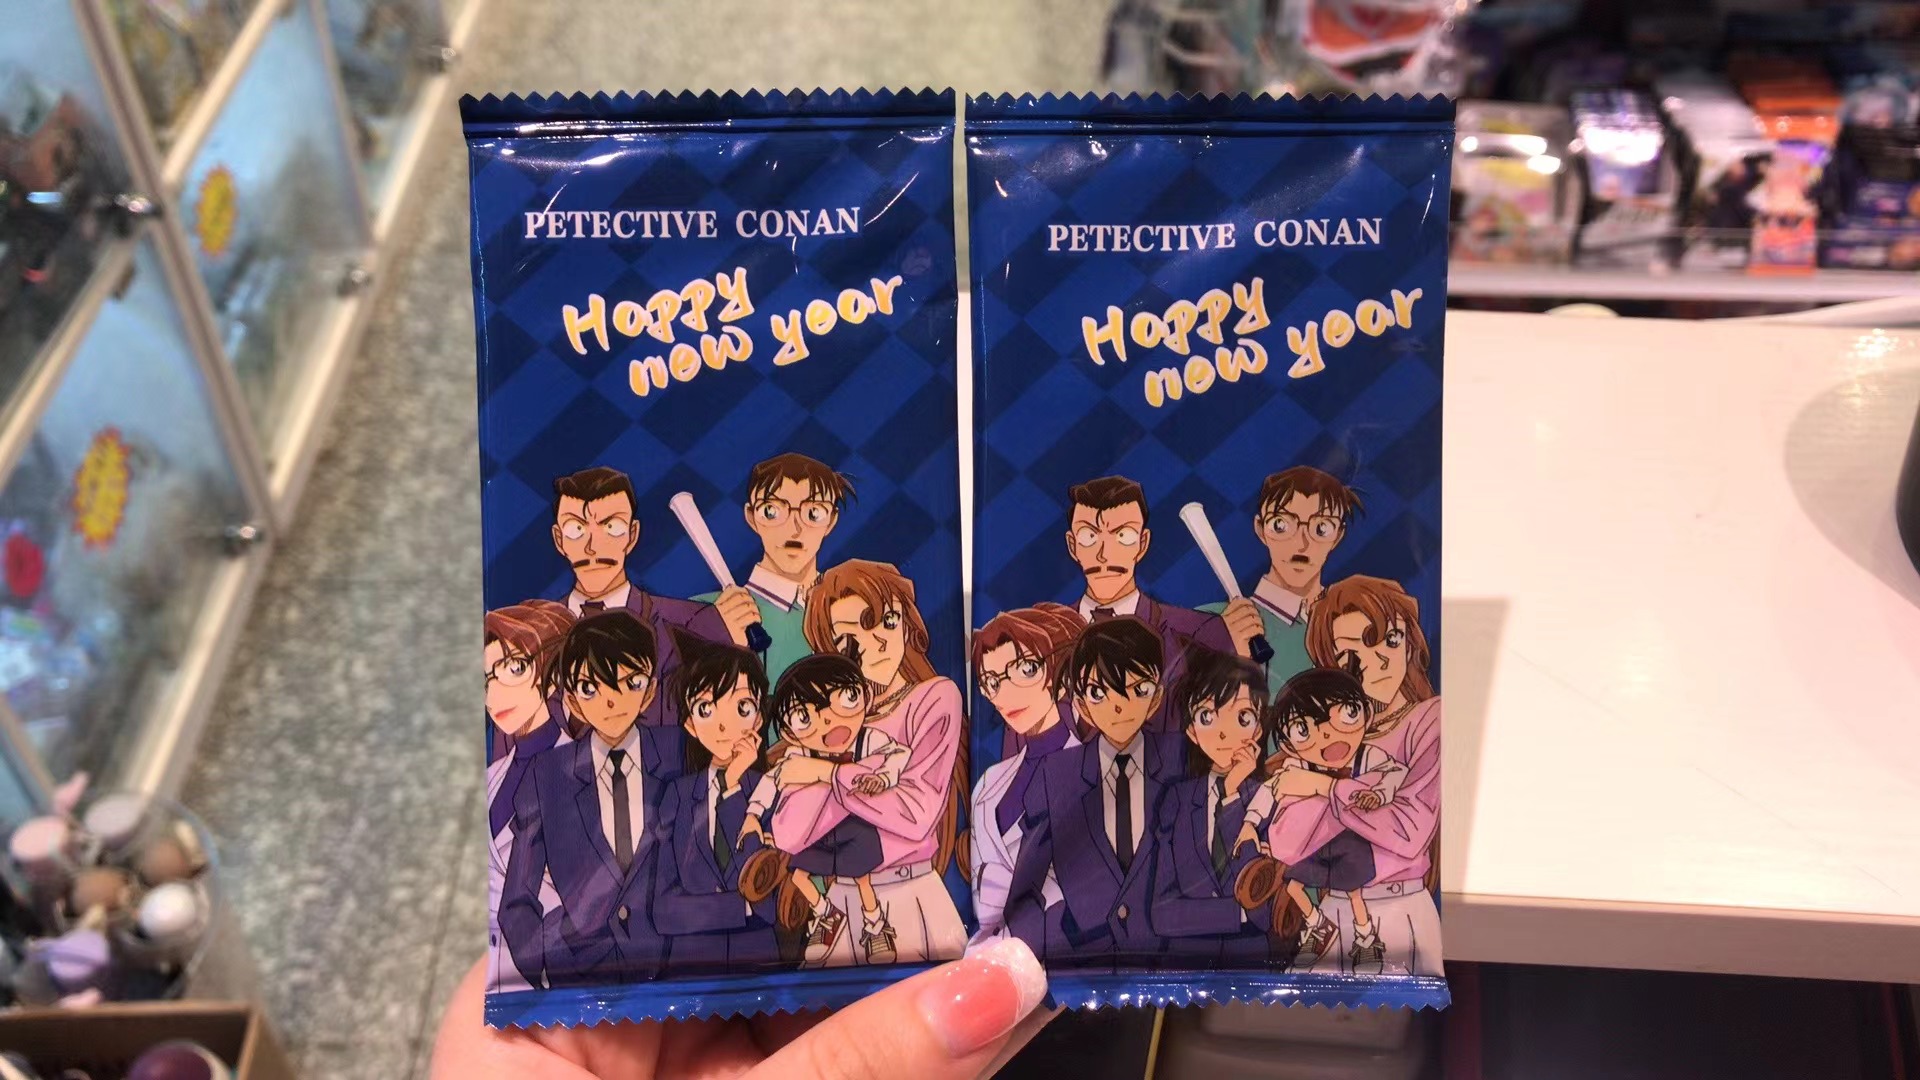 PETECTIVE CONAN
Happy
new year
PETECTIVE CONAN
Happy
new year